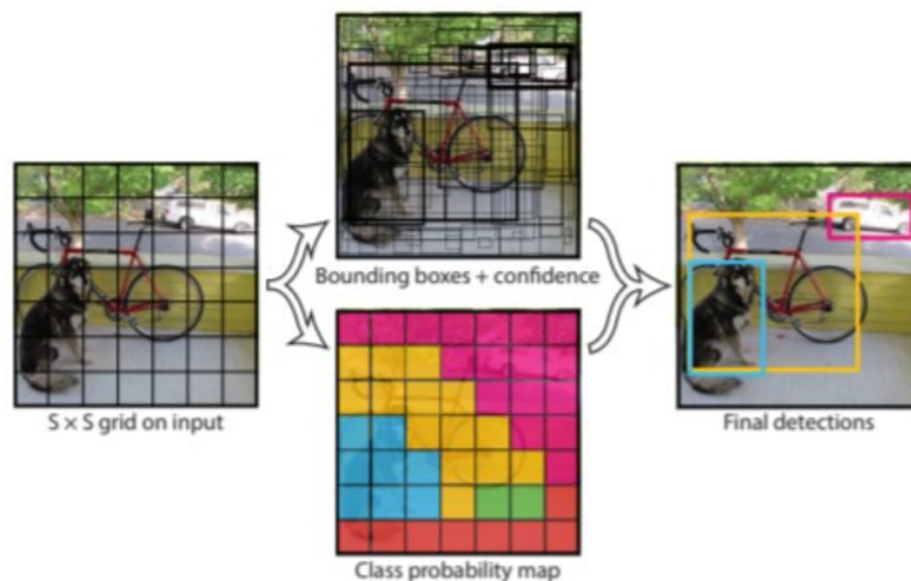 S × S grid on input
Bounding boxes + confidence
Class probability map
Final detections